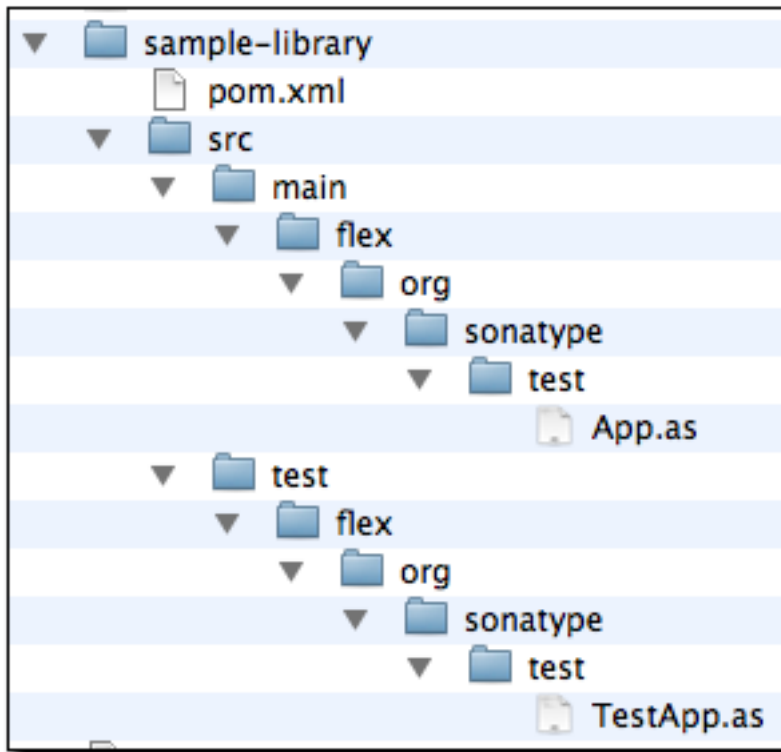 sample-library
pom.xml
src
main
flex
org
sonatype
test
App.as
test
flex
org
sonatype
test
TestApp.as